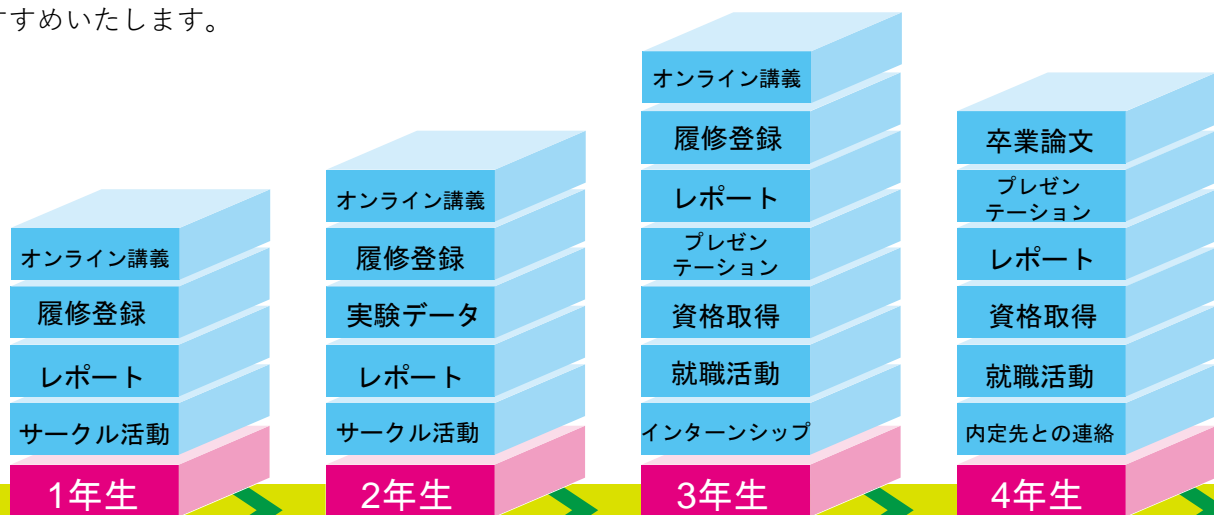 すすめいたします。
オンライン講義
履修登録
レポート
サークル活動
1年生
オンライン講義
履修登録
実験データ
レポート
サークル活動
2年生
オンライン講義
履修登録
レポート
プレゼン
テーション
資格取得
就職活動
インターンシップ
3年生
卒業論文
プレゼン
テーション
レポート
資格取得
就職活動
内定先との連絡
4年生